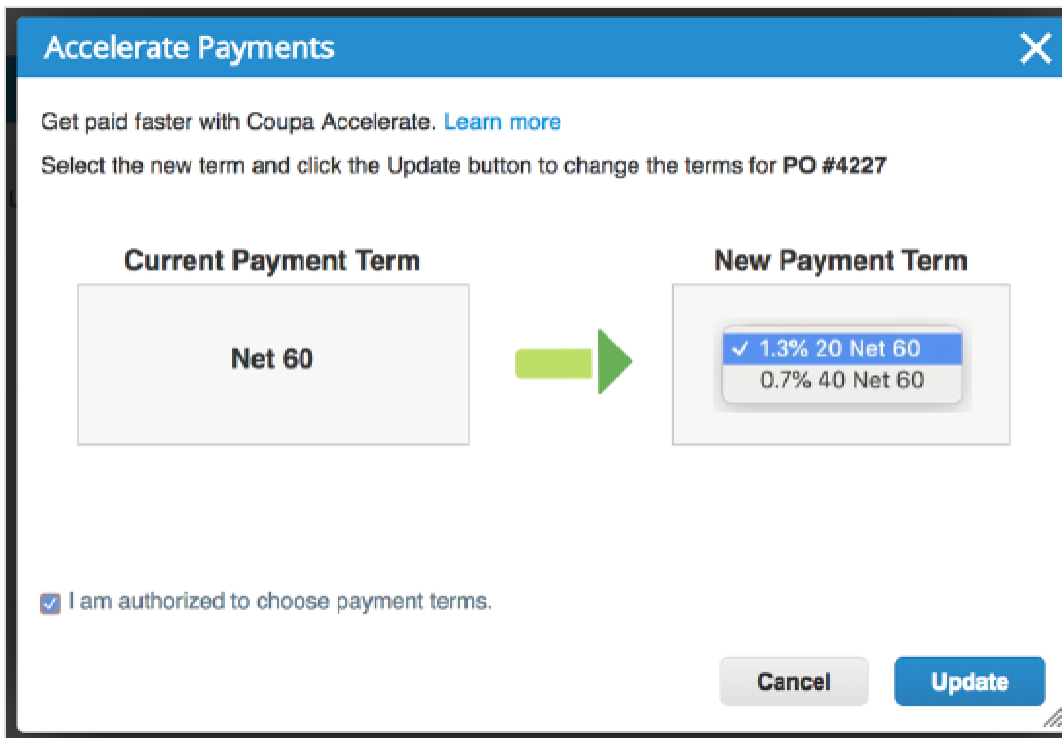 Accelerate Payments
Get paid faster with Coupa Accelerate. Learn more
Select the new term and click the Update button to change the terms for PO #4227
Current Payment Term
New Payment Term
Net 60
✓ 1.3% 20 Net 60
0.7% 40 Net 60
I am authorized to choose payment terms.
Cancel
Update